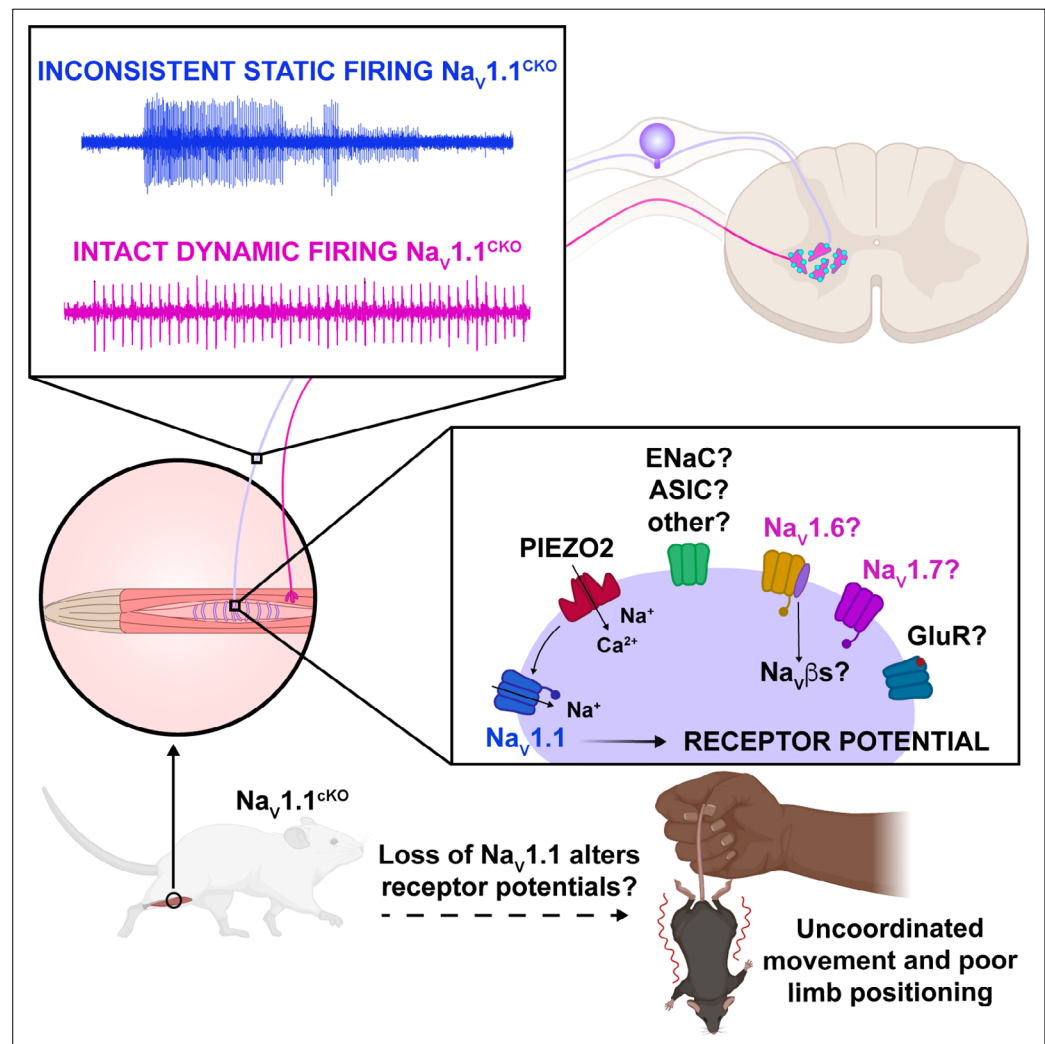 INCONSISTENT STATIC FIRING NaV1.1CKO
INTACT DYNAMIC FIRING NaV1.1CKO
ENaC?
ASIC?
other?
PIEZO2
Na+
Ca2+
NaV1.6?
NaV1.7?
GluR?
NaVβs?
Na+
NaV1.1
RECEPTOR POTENTIAL
NaV1.1cKO
Loss of NaV1.1 alters
receptor potentials?
Uncoordinated
movement and poor
limb positioning